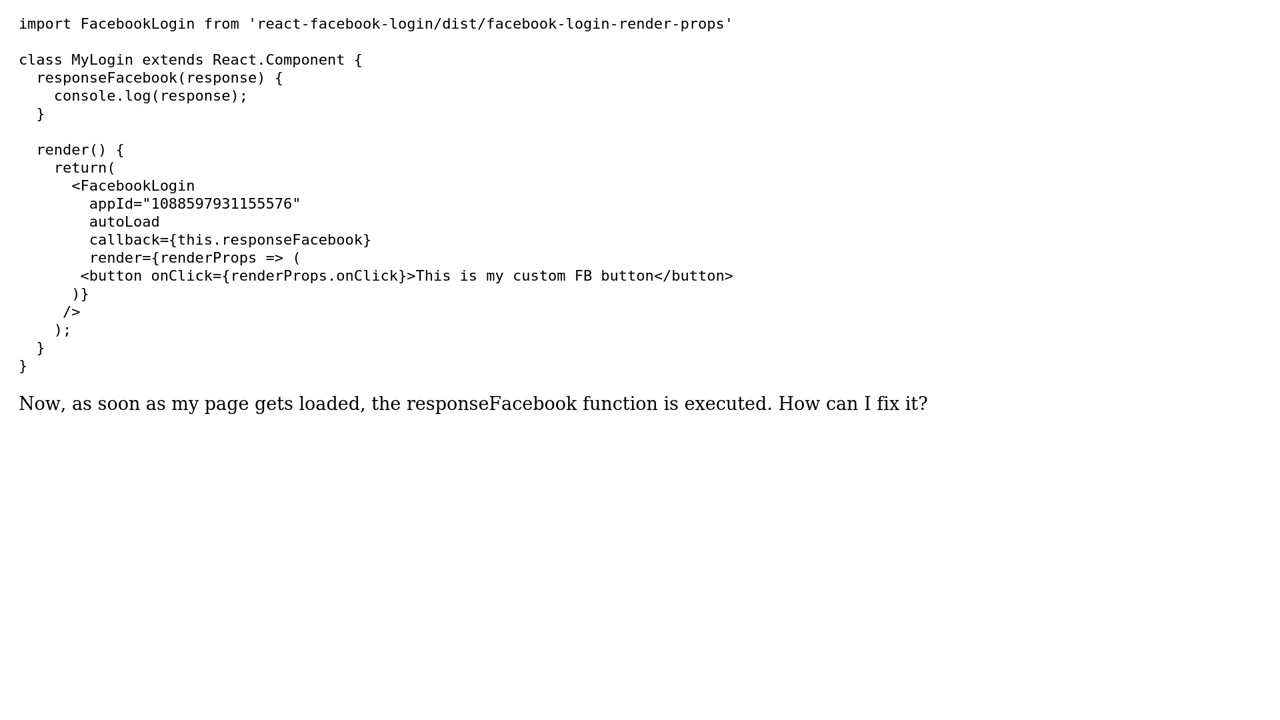 import FacebookLogin from 'react-facebook-login/dist/facebook-login-render-props'

class MyLogin extends React.Component {
  responseFacebook(response) {
    console.log(response);
  }

  render() {
    return(
      <FacebookLogin
        appId="1088597931155576"
        autoLoad
        callback={this.responseFacebook}
        render={renderProps => (
       <button onClick={renderProps.onClick}>This is my custom FB button</button>
      )}
     />
    );
  }
}
Now, as soon as my page gets loaded, the responseFacebook function is executed. How can I fix it?